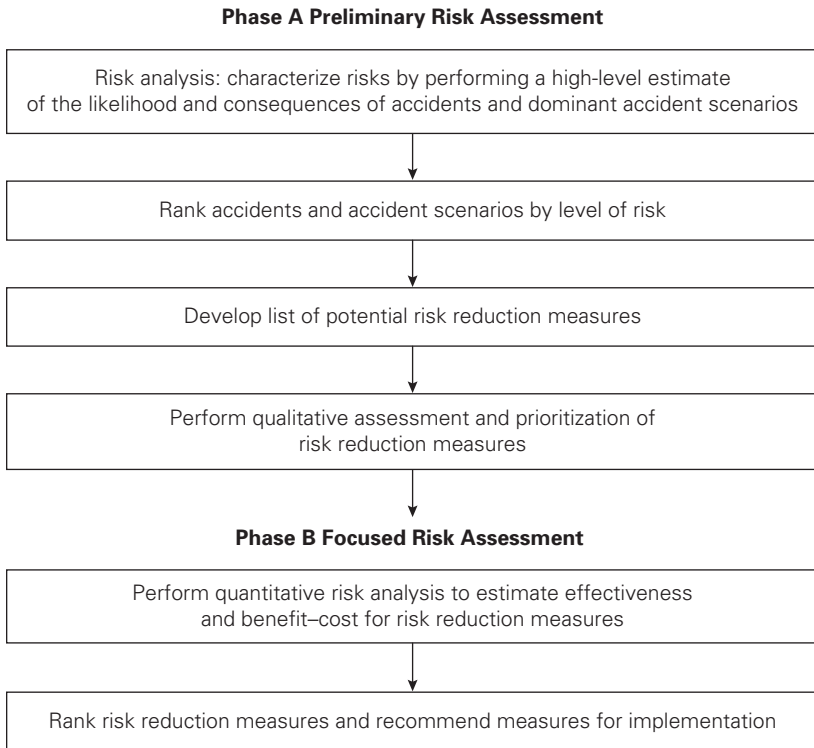 Phase A Preliminary Risk Assessment
Risk analysis: characterize risks by performing a high-level estimate
of the likelihood and consequences of accidents and dominant accident scenarios
Rank accidents and accident scenarios by level of risk
Develop list of potential risk reduction measures
Perform qualitative assessment and prioritization of
risk reduction measures
Phase B Focused Risk Assessment
Perform quantitative risk analysis to estimate effectiveness
and benefit–cost for risk reduction measures
Rank risk reduction measures and recommend measures for implementation